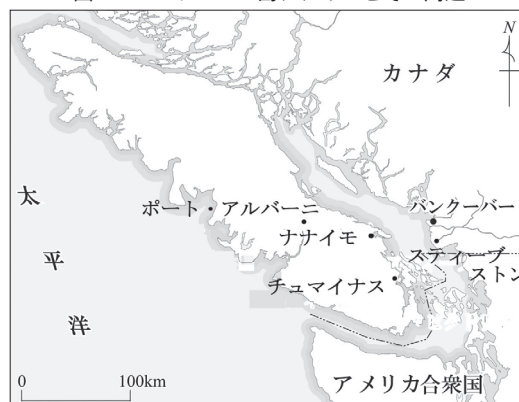 N
カナダ
太
平
洋
ポート
アルバーニ
バンクーバー
ナナイモ
スティーブ
ストン
チュマイナス
0 100km
アメリカ合衆国